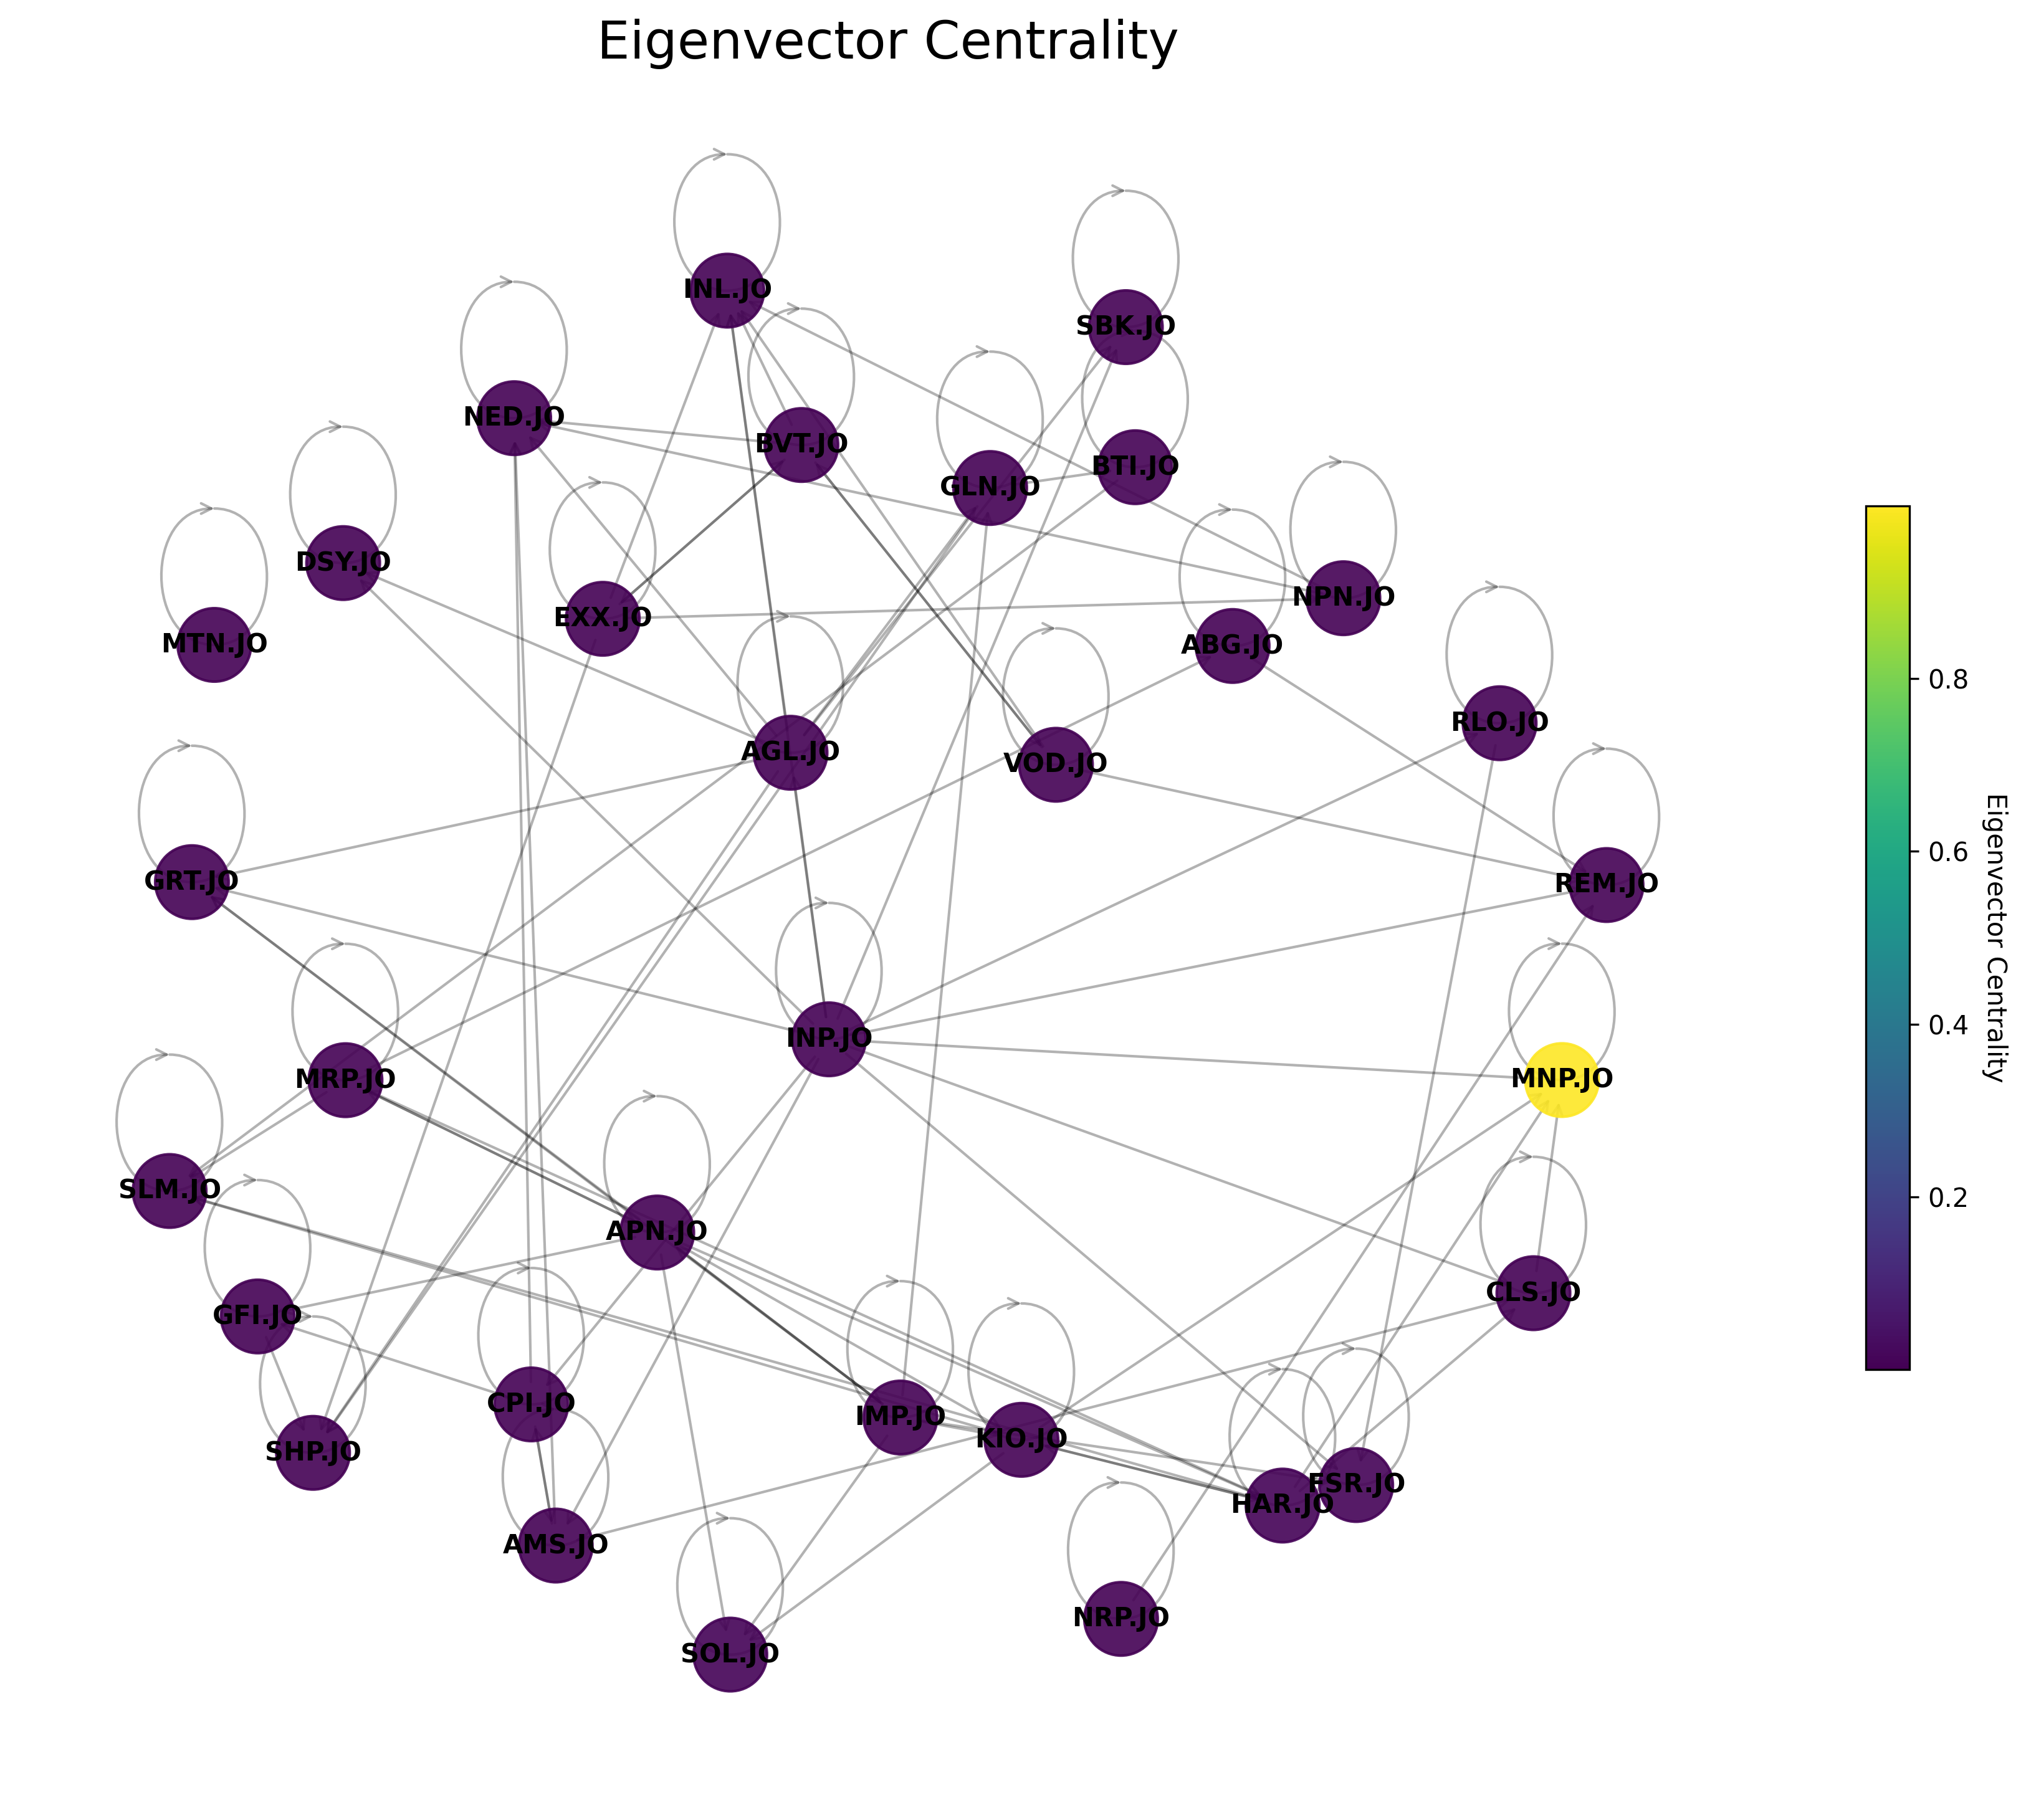 Eigenvector Centrality
INL.JO
SBK.JO
NED.JO
BVT.JO
BTI.JO
GLN.JO
DSY.JO
NPN.JO
EXX.JO
MTN.JO
ABG.JO
RLO.JO
AGL.JO
VOD.JO
GRT.JO
REM.JO
INP.JO
MRP.JO
MNP.JO
SLM.JO
APN.JO
CLS.JO
GFI.JO
CPI.JO
IMP.JO
KIO.JO
SHP.JO
FSR.JO
HAR.JO
AMS.JO
NRP.JO
SOL.JO
0.8
0.6
0.4
0.2
Eigenvector Centrality